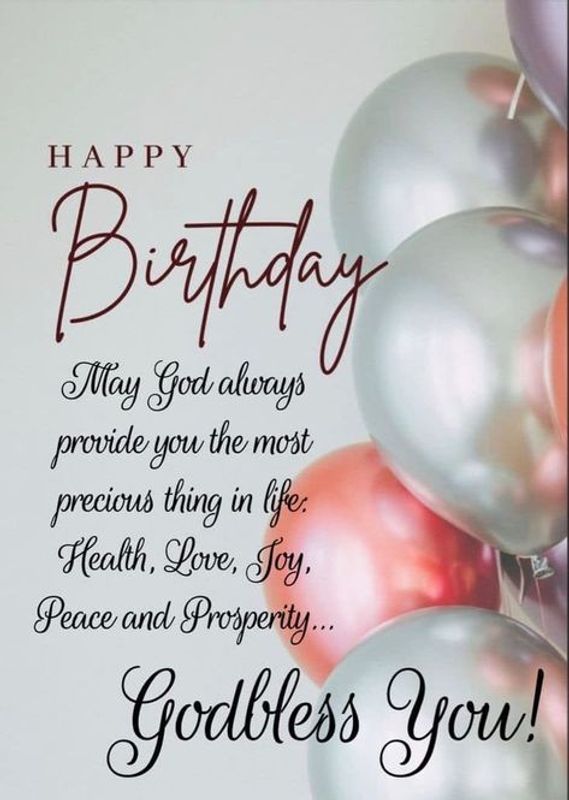 HAPPY
Birthday
May God always
provide you the most
precious thing in life:
Health, Love, Joy,
Peace and Prosperity...
Godbless You!